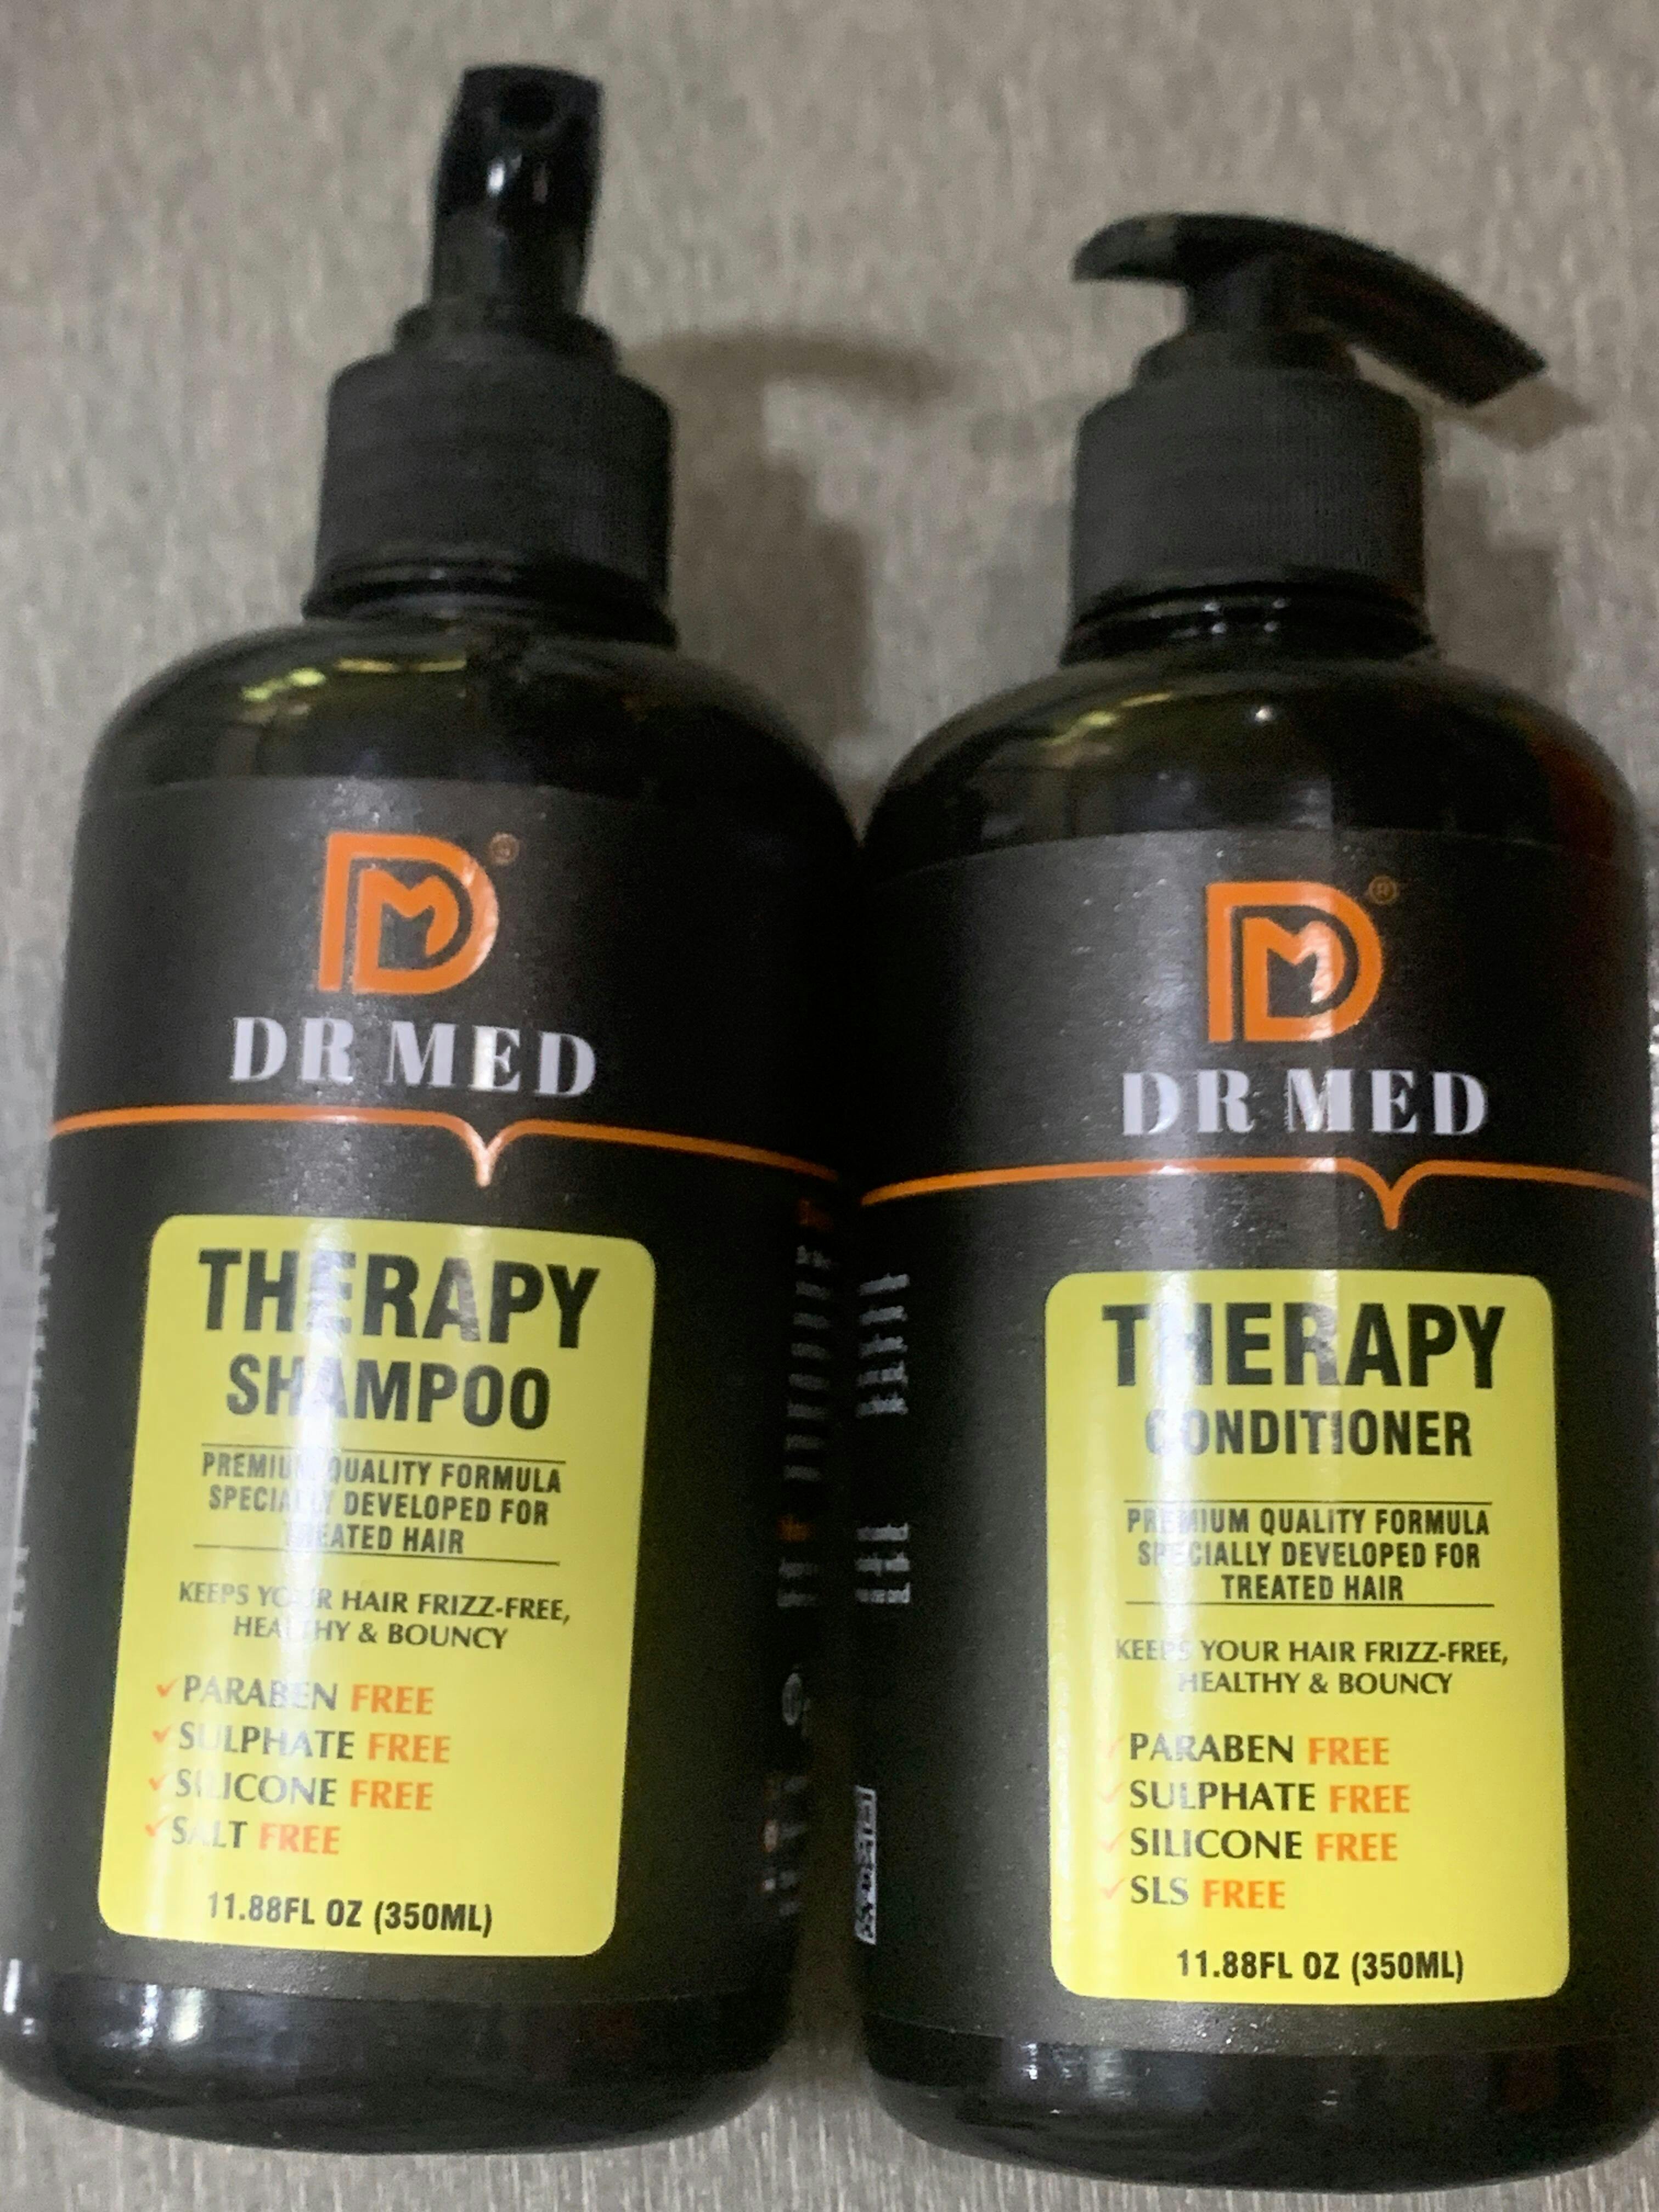 DR MED
THERAPY
SHAMPOO
PREMIUM QUALITY FORMULA
SPECIALLY DEVELOPED FOR
TREATED HAIR
KEEPS YOUR HAIR FRIZZ-FREE,
HEALTHY & BOUNCY
PARABEN FREE
SULPHATE FREE
SILICONE FREE
SALT FREE
11.88FL OZ (350ML)
DR MED
THERAPY
CONDITIONER
PREMIUM QUALITY FORMULA
SPECIALLY DEVELOPED FOR
TREATED HAIR
KEEPS YOUR HAIR FRIZZ-FREE,
HEALTHY & BOUNCY
PARABEN FREE
SULPHATE FREE
SILICONE FREE
SLS FREE
11.88FL OZ (350ML)